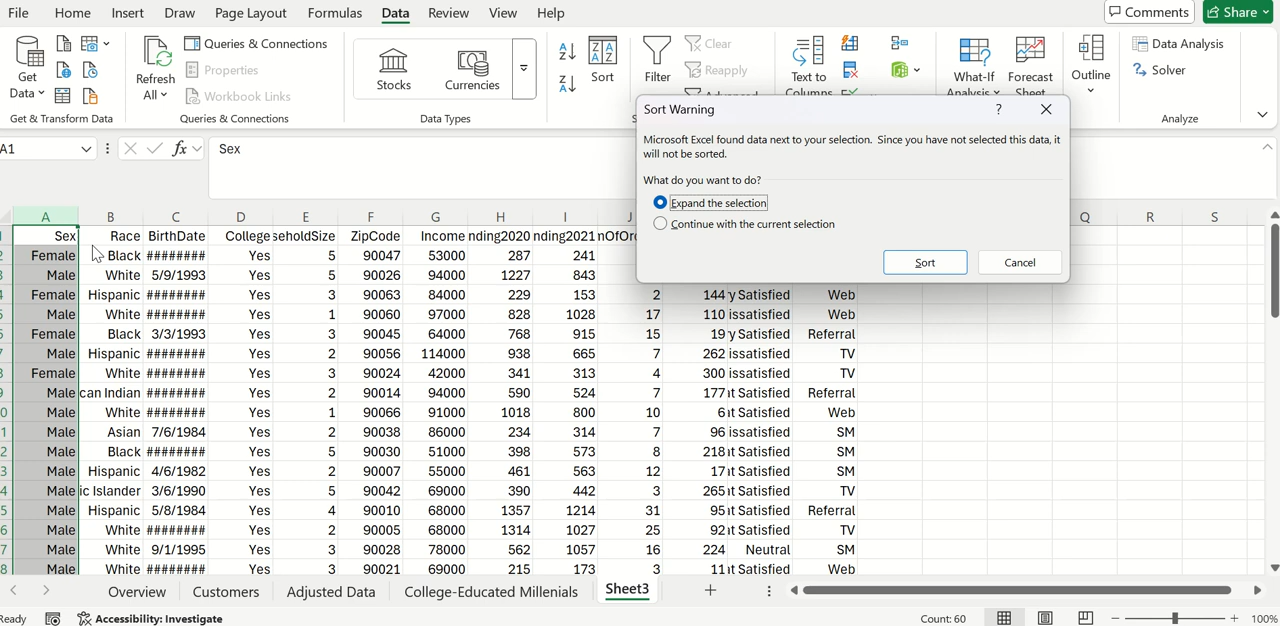 File Home Insert Draw Page Layout Formulas Data Review View Help Comments Share
Get Data
Refresh All
Queries & Connections
Properties
Workbook Links
Stocks Currencies
Sort
Filter
Clear
Reapply
Text to Columns
What-If Analysis
Forecast Sheet
Outline
Data Analysis
Solver
Get & Transform Data Queries & Connections Data Types Analyze
Sort Warning ?
Microsoft Excel found data next to your selection. Since you have not selected this data, it
will not be sorted.
What do you want to do?
Expand the selection
Continue with the current selection
Sort Cancel
A1 fx Sex
A B C D E F G H I J Q R S
Sex Race BirthDate College seholdSize ZipCode Income nding2020 nding2021 nOfOr
Female Black ######## Yes 5 90047 53000 287 241
Male White 5/9/1993 Yes 5 90026 94000 1227 843
Female Hispanic ######## Yes 3 90063 84000 229 153 2 144 y Satisfied Web
Male White ######## Yes 1 90060 97000 828 1028 17 110 issatisfied Web
Female Black 3/3/1993 Yes 3 90045 64000 768 915 15 19 y Satisfied Referral
Male Hispanic ######## Yes 2 90056 114000 938 665 7 262 issatisfied TV
Female White ######## Yes 3 90024 42000 341 313 4 300 issatisfied TV
Male can Indian ######## Yes 2 90014 94000 590 524 7 177 it Satisfied Referral
Male White ######## Yes 1 90066 91000 1018 800 10 6 it Satisfied Web
Male Asian 7/6/1984 Yes 2 90038 86000 234 314 7 96 issatisfied SM
Male Black ######## Yes 5 90030 51000 398 573 8 218 it Satisfied SM
Male Hispanic 4/6/1982 Yes 2 90007 55000 461 563 12 17 it Satisfied SM
Male ic Islander 3/6/1990 Yes 5 90042 69000 390 442 3 265 it Satisfied TV
Male Hispanic 5/8/1984 Yes 4 90010 68000 1357 1214 31 95 it Satisfied Referral
Male White ######## Yes 2 90005 68000 1314 1027 25 92 it Satisfied TV
Male White 9/1/1995 Yes 3 90028 78000 562 1057 16 224 Neutral SM
Male White ######## Yes 3 90021 69000 215 173 3 11 it Satisfied Web
Overview Customers Adjusted Data College-Educated Millenials Sheet3
Ready Accessibility: Investigate Count: 60 100%